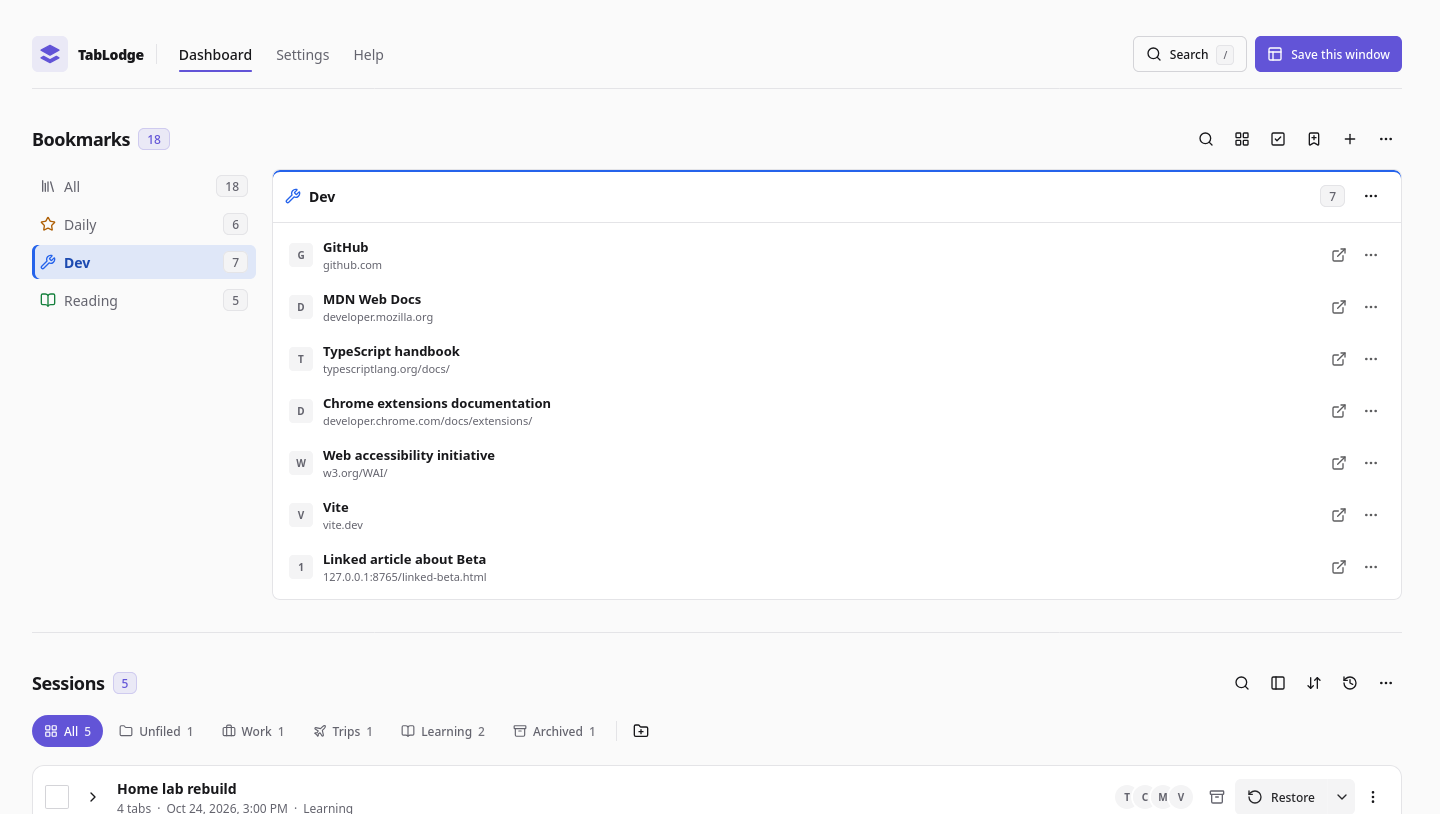 TabLodge
Dashboard
Settings
Help
Search /
Save this window
Bookmarks 18
All 18
Daily 6
Dev 7
Reading 5
Dev 7
G GitHub
github.com
D MDN Web Docs
developer.mozilla.org
T TypeScript handbook
typescriptlang.org/docs/
D Chrome extensions documentation
developer.chrome.com/docs/extensions/
W Web accessibility initiative
w3.org/WAI/
V Vite
vite.dev
1 Linked article about Beta
127.0.0.1:8765/linked-beta.html
Sessions 5
All 5
Unfiled 1
Work 1
Trips 1
Learning 2
Archived 1
Home lab rebuild
4 tabs · Oct 24, 2026, 3:00 PM · Learning
T C M V
Restore